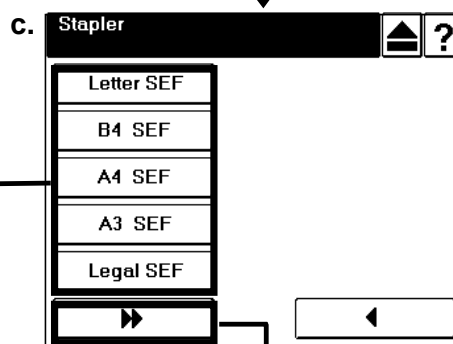 c.
Stapler
?
Letter SEF
B4 SEF
A4 SEF
A3 SEF
Legal SEF